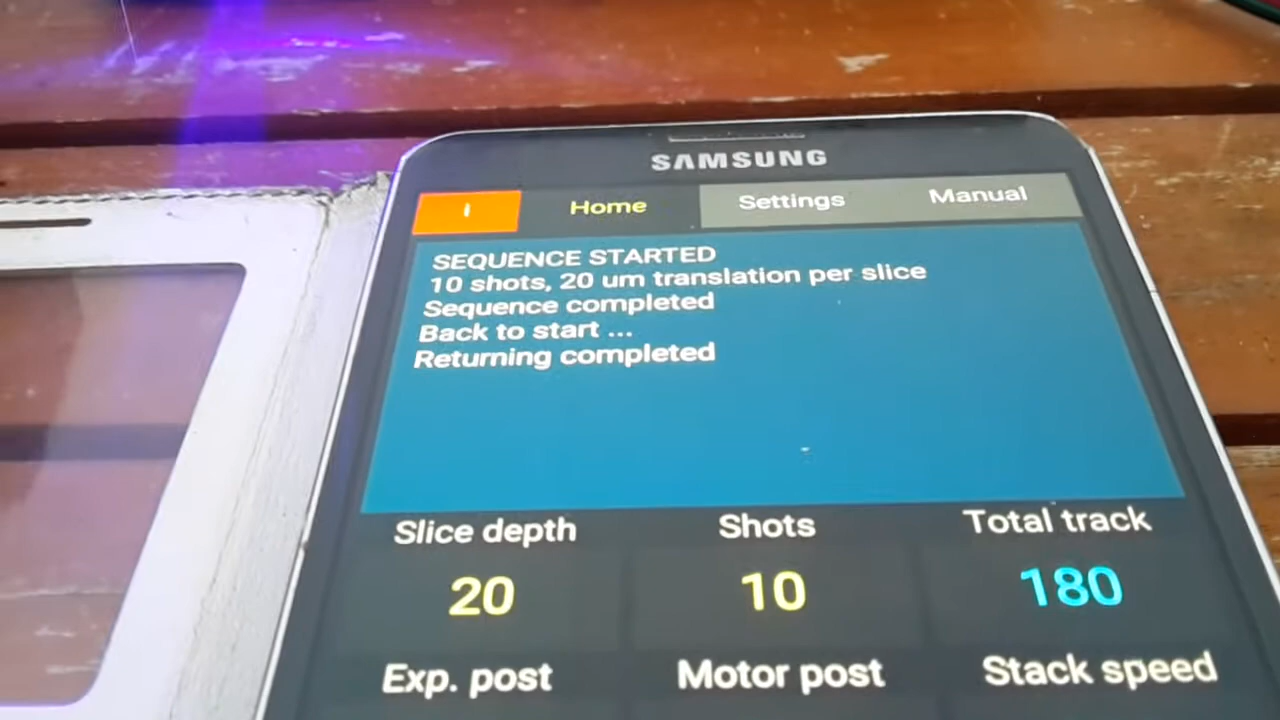 SAMSUNG
i Home Settings Manual
SEQUENCE STARTED
10 shots, 20 um translation per slice
Sequence completed
Back to start ...
Returning completed
Slice depth Shots Total track
20 10 180
Exp. post Motor post Stack speed